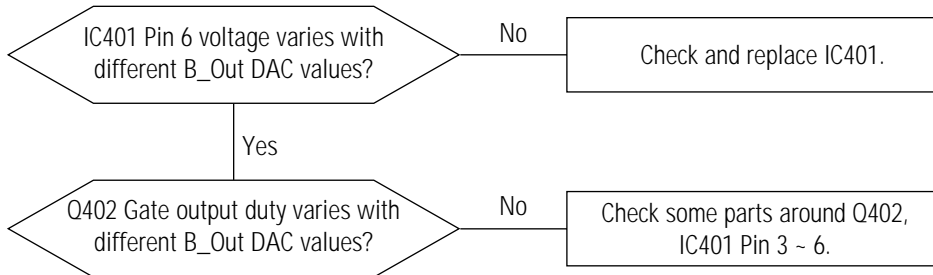 IC401 Pin 6 voltage varies with
different B_Out DAC values?
No
Check and replace IC401.
Yes
Q402 Gate output duty varies with
different B_Out DAC values?
No
Check some parts around Q402,
IC401 Pin 3 ~ 6.